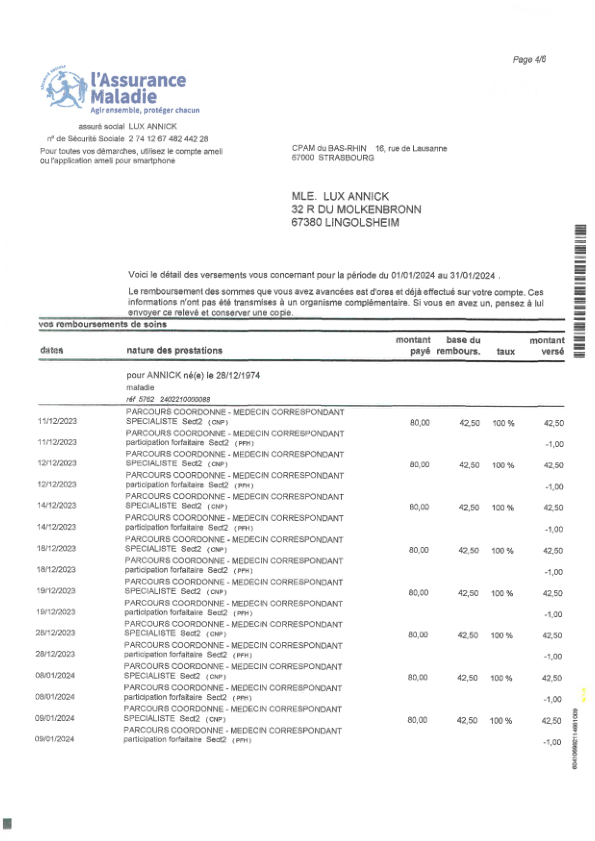 Page 4/6
l'Assurance
Maladie
Agir ensemble, protéger chacun
assuré social LUX ANNICK
n° de Sécurité Sociale 2 74 12 67 482 442 28
Pour toutes vos démarches, utilisez le compte ameli
ou l'application ameli pour smartphone
CPAM du BAS-RHIN 16, rue de Lausanne
67000 STRASBOURG
MLE. LUX ANNICK
32 R DU MOLKENBRONN
67380 LINGOLSHEIM
Voici le détail des versements vous concernant pour la période du 01/01/2024 au 31/01/2024 .
Le remboursement des sommes que vous avez avancées est d'ores et déjà effectué sur votre compte. Ces
informations n'ont pas été transmises à un organisme complémentaire. Si vous en avez un, pensez à lui
envoyer ce relevé et conserver une copie.
vos remboursements de soins
dates nature des prestations montant payé base du rembours. taux montant versé
pour ANNICK né(e) le 28/12/1974
maladie
réf 5762 2402210000088
PARCOURS COORDONNE - MEDECIN CORRESPONDANT
11/12/2023 SPECIALISTE Sect2 (CNP) 80,00 42,50 100 % 42,50
PARCOURS COORDONNE - MEDECIN CORRESPONDANT
11/12/2023 participation forfaitaire Sect2 (PFH) -1,00
PARCOURS COORDONNE - MEDECIN CORRESPONDANT
12/12/2023 SPECIALISTE Sect2 (CNP) 80,00 42,50 100 % 42,50
PARCOURS COORDONNE - MEDECIN CORRESPONDANT
12/12/2023 participation forfaitaire Sect2 (PFH) -1,00
PARCOURS COORDONNE - MEDECIN CORRESPONDANT
14/12/2023 SPECIALISTE Sect2 (CNP) 80,00 42,50 100 % 42,50
PARCOURS COORDONNE - MEDECIN CORRESPONDANT
14/12/2023 participation forfaitaire Sect2 (PFH) -1,00
PARCOURS COORDONNE - MEDECIN CORRESPONDANT
18/12/2023 SPECIALISTE Sect2 (CNP) 80,00 42,50 100 % 42,50
PARCOURS COORDONNE - MEDECIN CORRESPONDANT
18/12/2023 participation forfaitaire Sect2 (PFH) -1,00
PARCOURS COORDONNE - MEDECIN CORRESPONDANT
19/12/2023 SPECIALISTE Sect2 (CNP) 80,00 42,50 100 % 42,50
PARCOURS COORDONNE - MEDECIN CORRESPONDANT
19/12/2023 participation forfaitaire Sect2 (PFH) -1,00
PARCOURS COORDONNE - MEDECIN CORRESPONDANT
28/12/2023 SPECIALISTE Sect2 (CNP) 80,00 42,50 100 % 42,50
PARCOURS COORDONNE - MEDECIN CORRESPONDANT
28/12/2023 participation forfaitaire Sect2 (PFH) -1,00
PARCOURS COORDONNE - MEDECIN CORRESPONDANT
08/01/2024 SPECIALISTE Sect2 (CNP) 80,00 42,50 100 % 42,50
PARCOURS COORDONNE - MEDECIN CORRESPONDANT
08/01/2024 participation forfaitaire Sect2 (PFH) -1,00
PARCOURS COORDONNE - MEDECIN CORRESPONDANT
09/01/2024 SPECIALISTE Sect2 (CNP) 80,00 42,50 100 % 42,50
PARCOURS COORDONNE - MEDECIN CORRESPONDANT
09/01/2024 participation forfaitaire Sect2 (PFH) -1,00